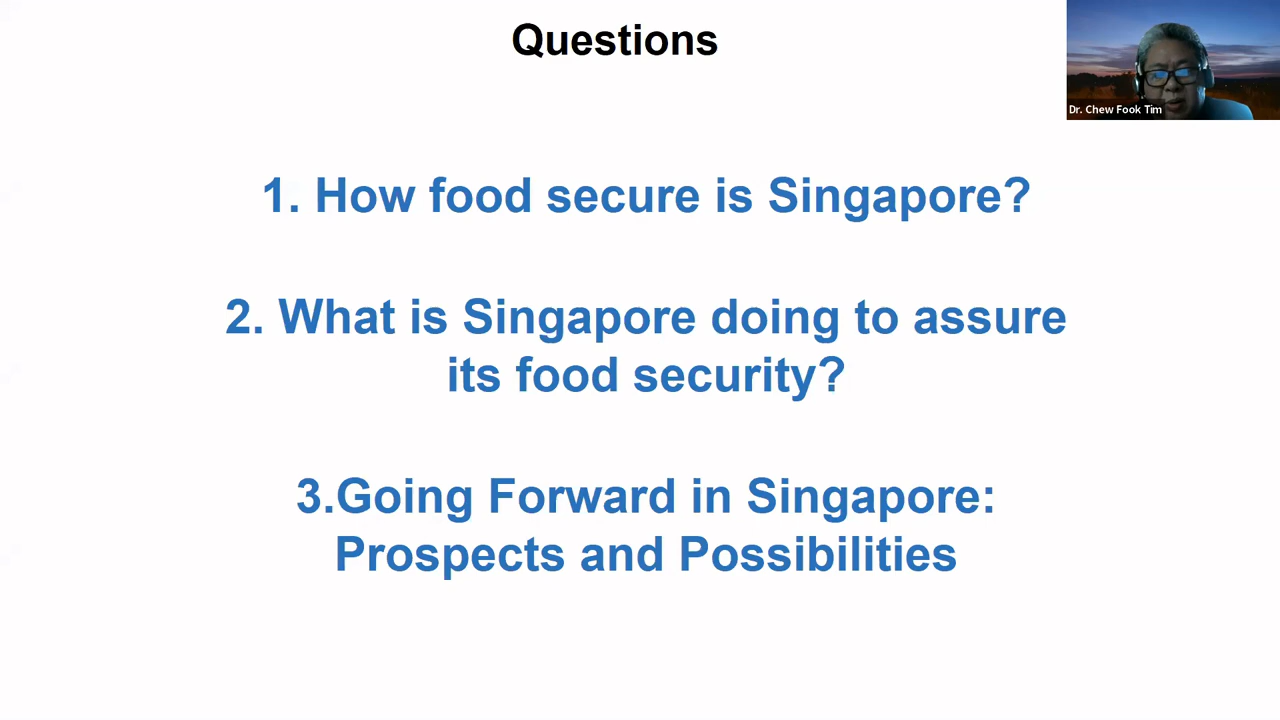 Questions
Dr. Chew Fook Tim
1. How food secure is Singapore?
2. What is Singapore doing to assure
its food security?
3.Going Forward in Singapore:
Prospects and Possibilities